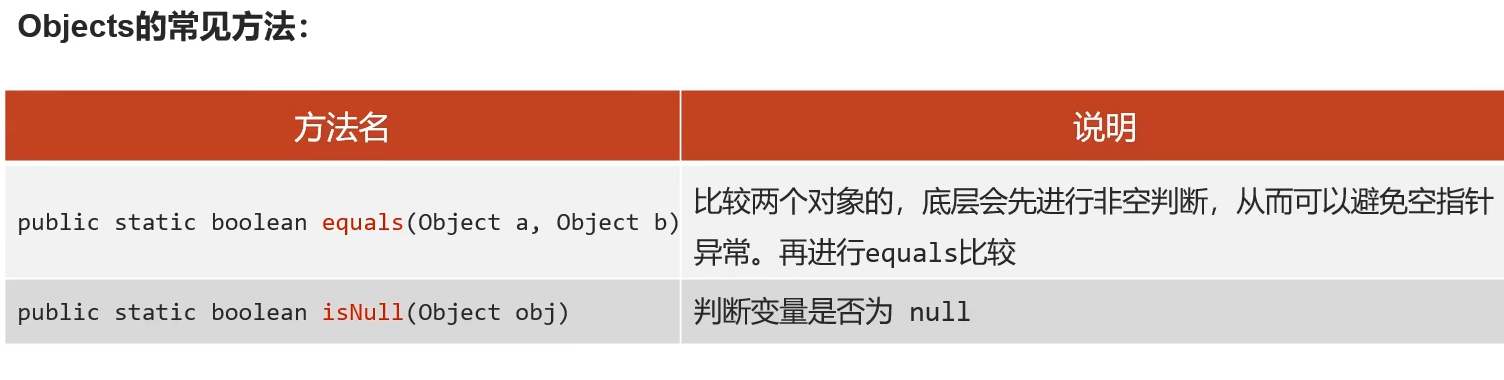 Objects的常见方法：
方法名
说明
public static boolean equals(Object a, Object b)
比较两个对象的，底层会先进行非空判断，从而可以避免空指针
异常。再进行equals比较
public static boolean isNull(Object obj)
判断变量是否为 null